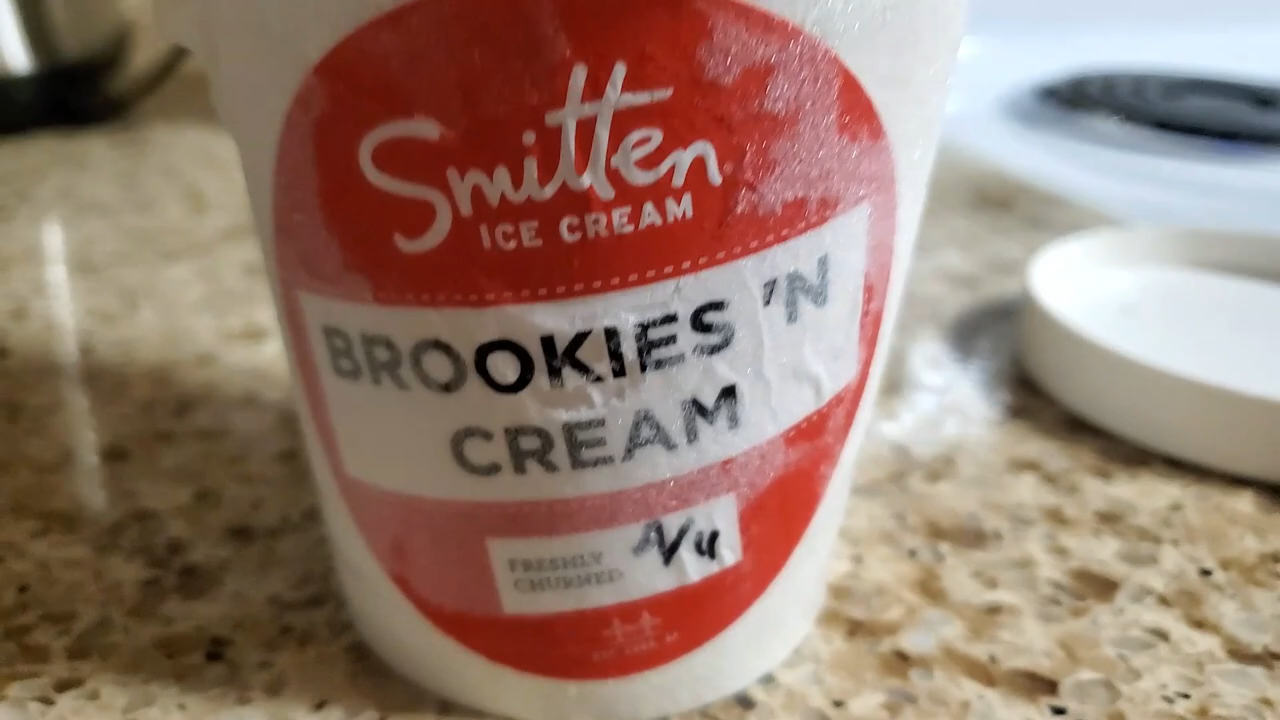 Smitten
ICE CREAM
BROOKIES 'N
CREAM
FRESHLY
CHURNED